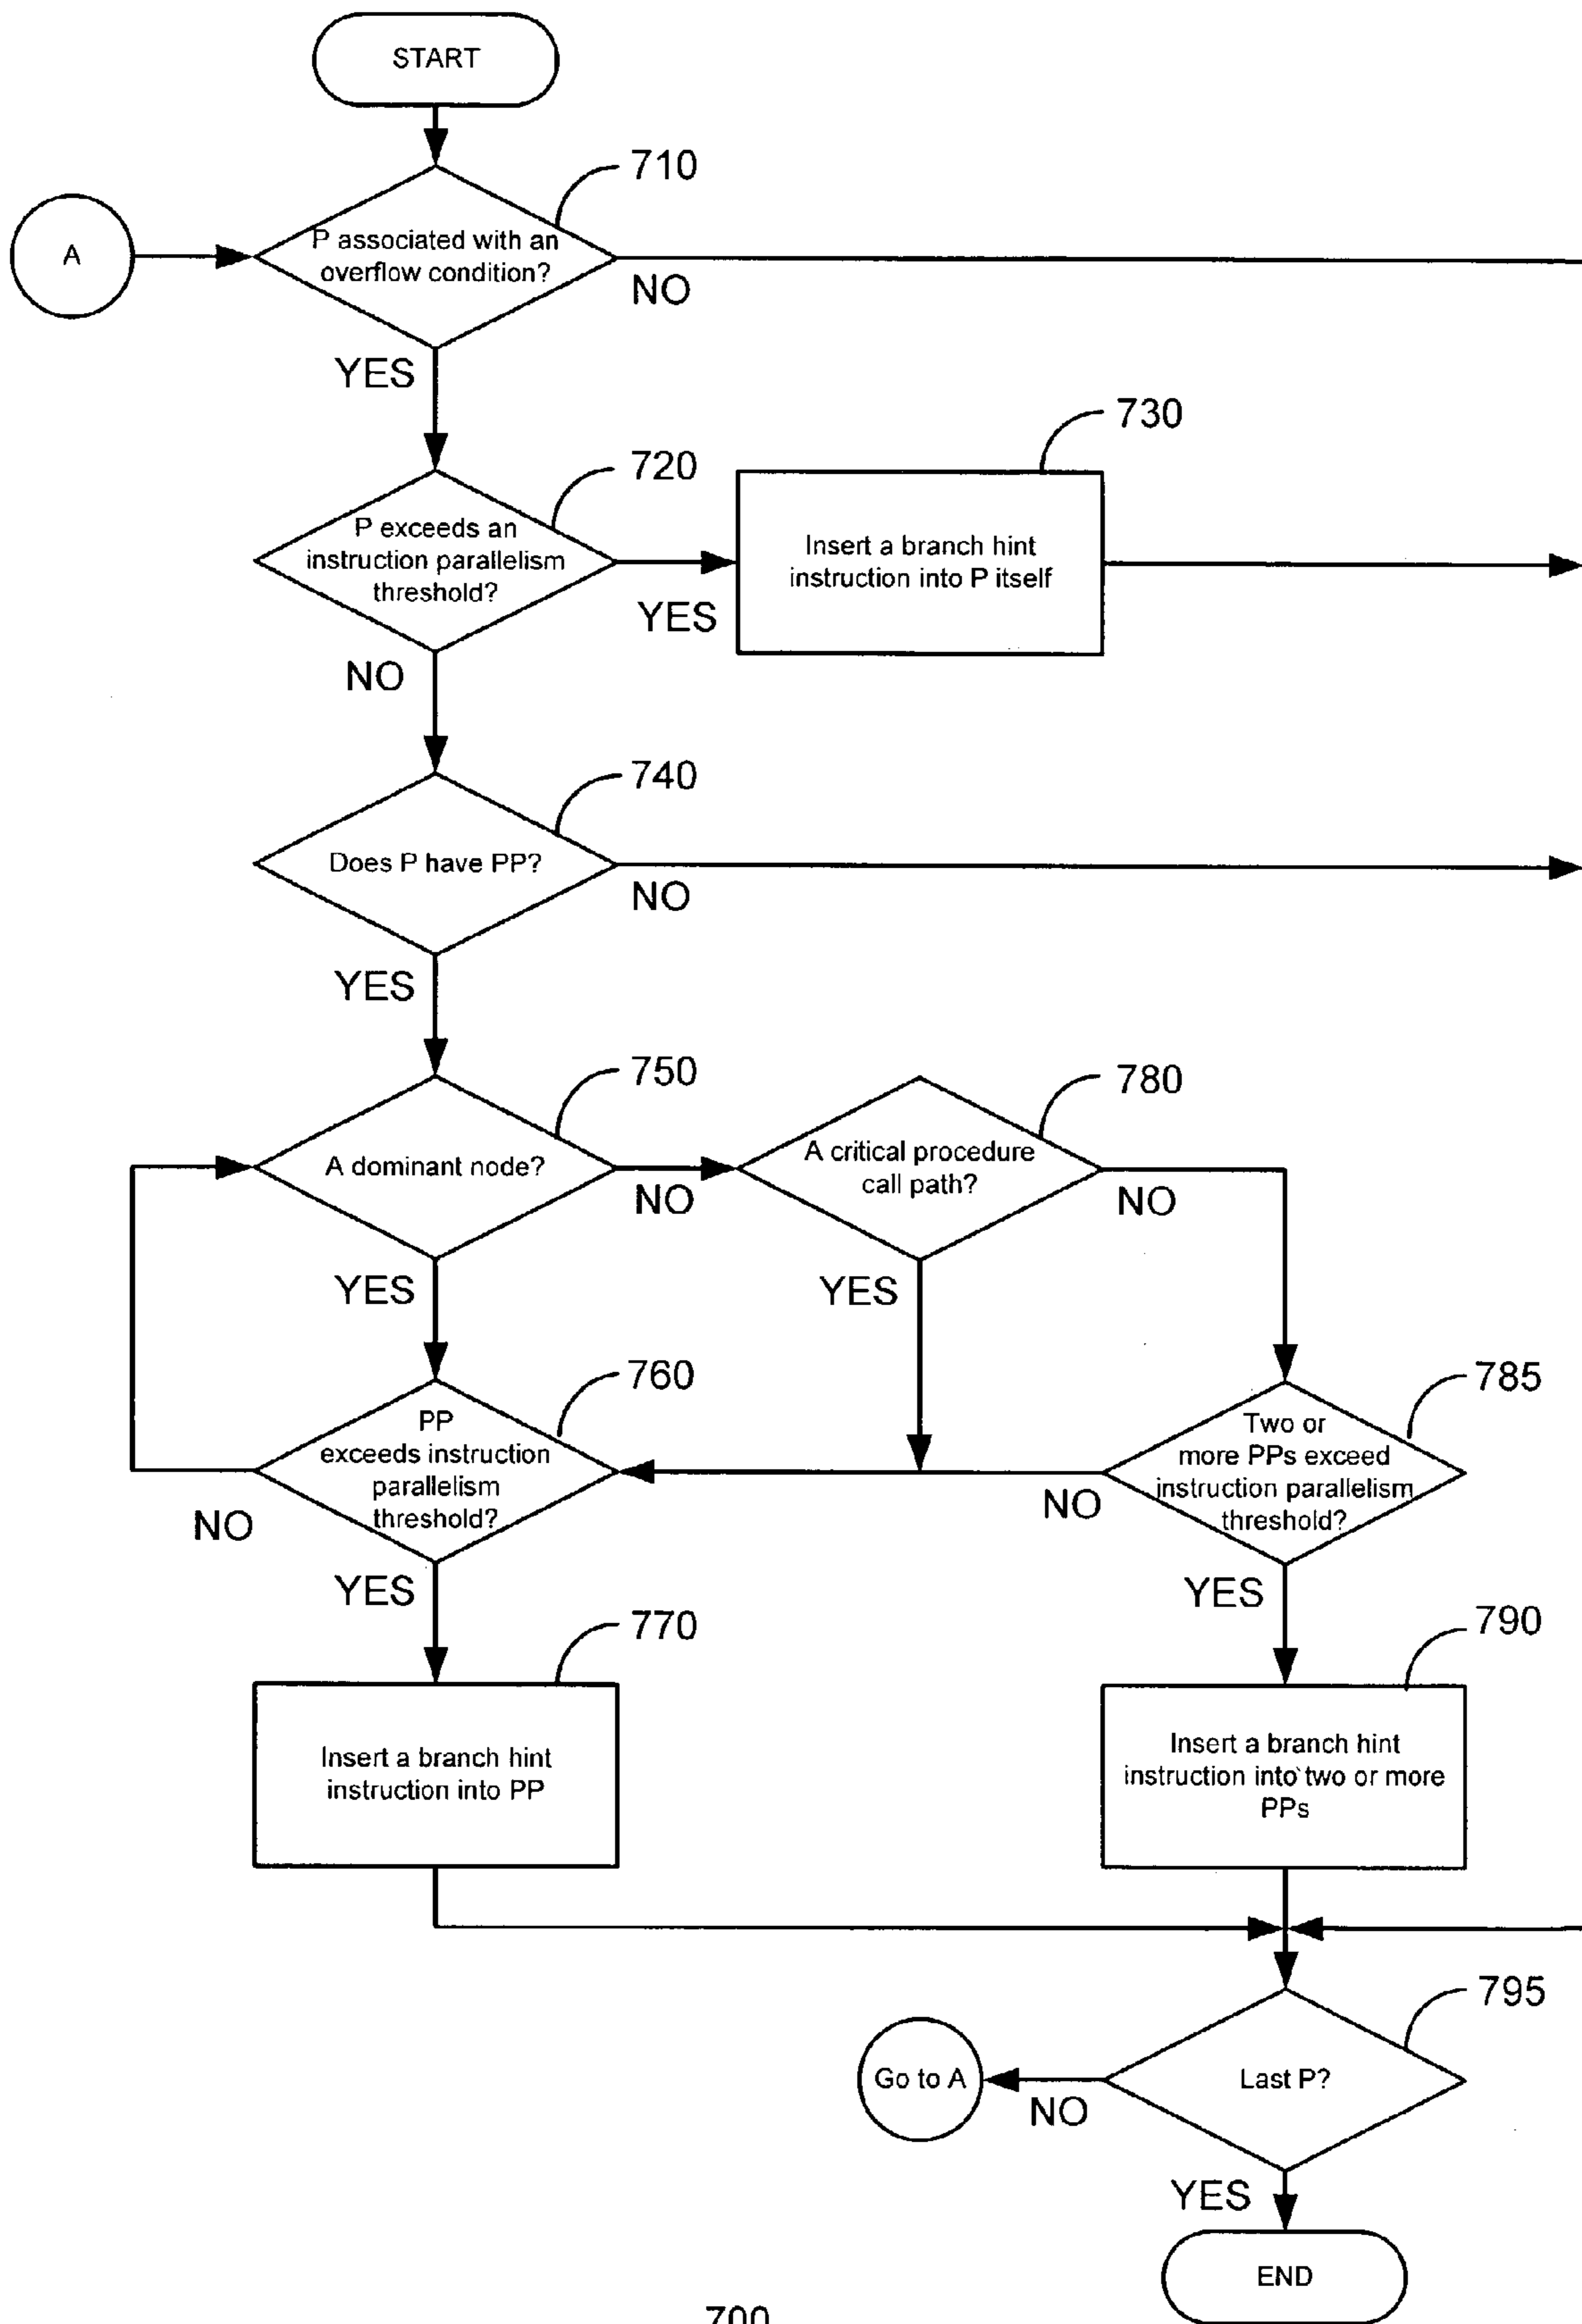 START
710
A
P associated with an
overflow condition?
NO
YES
730
720
P exceeds an
instruction parallelism
threshold?
Insert a branch hint
instruction into P itself
YES
NO
740
Does P have PP?
NO
YES
750
780
A dominant node?
A critical procedure
call path?
NO
NO
YES
YES
760
785
PP
exceeds instruction
parallelism
threshold?
Two or
more PPs exceed
instruction parallelism
threshold?
NO
NO
YES
YES
770
790
Insert a branch hint
instruction into PP
Insert a branch hint
instruction into two or more
PPs
795
Go to A
Last P?
NO
YES
END
700